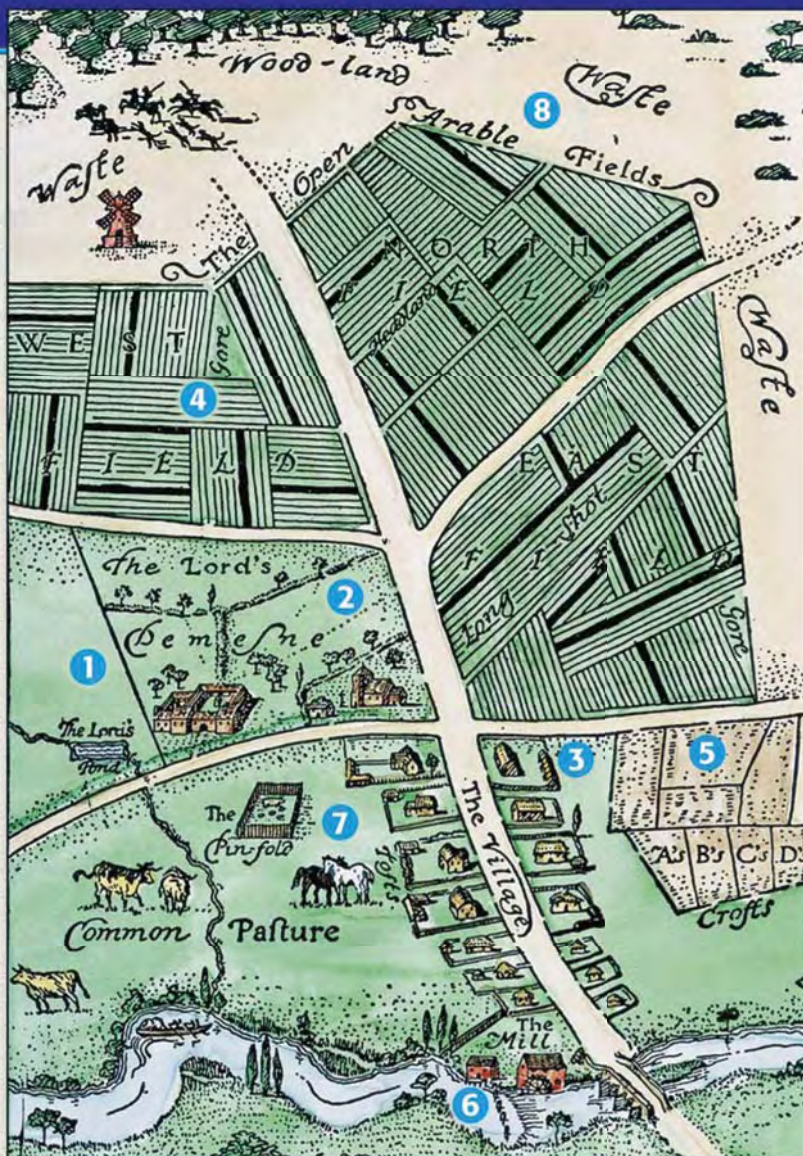 Wood-land
Waſte
8
Waſte
The Open Arable Fields
NORTH
FIELD
Headland
Waſte
WEST
Gore
4
FIELD
EAST
FIELD
Long Shot
Gore
The Lord's
2
Demeſne
1
The Lord's
Pond
3
5
The
Pin-fold
7
Tofts
The Village
A's B's C's D's
Crofts
Common Paſture
The
Mill
6